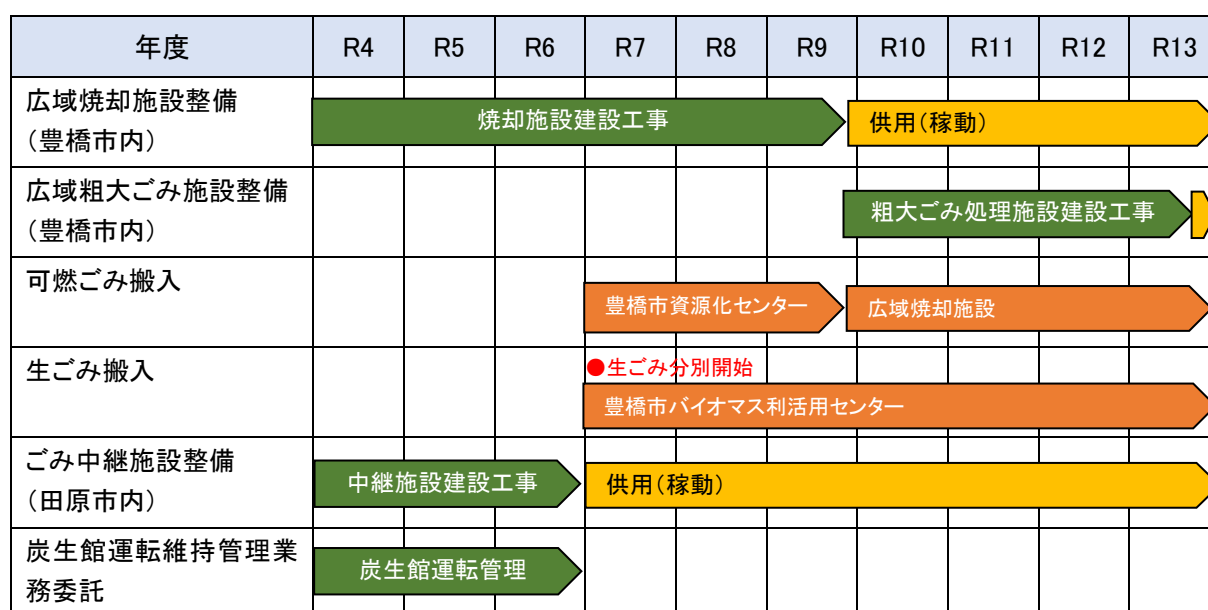 年度 R4 R5 R6 R7 R8 R9 R10 R11 R12 R13
広域焼却施設整備
（豊橋市内）
焼却施設建設工事 供用（稼動）
広域粗大ごみ施設整備
（豊橋市内）
粗大ごみ処理施設建設工事
可燃ごみ搬入
豊橋市資源化センター 広域焼却施設
生ごみ搬入
●生ごみ分別開始
豊橋市バイオマス利活用センター
ごみ中継施設整備
（田原市内）
中継施設建設工事 供用（稼動）
炭生館運転維持管理業
務委託
炭生館運転管理